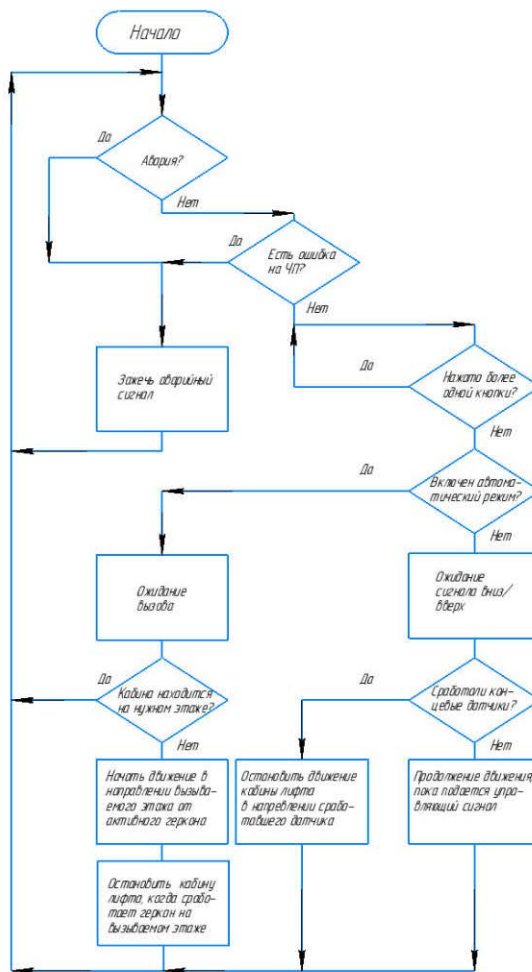 Начало
Да
Авария?
Нет
Да
Есть ошибка
на ЧП?
Нет
Зажечь аварийный
сигнал
Да
Нажато более
одной кнопки?
Нет
Да
Включен автома-
тический режим?
Нет
Ожидание
вызова
Ожидание
сигнала вниз/
вверх
Да
Кабина находится
на нужном этаже?
Нет
Да
Сработали кон-
цевые датчики?
Нет
Начать движение в
направлении вызыва-
емого этажа от
активного геркона
Остановить движение
кабины лифта
в напревлении срабо-
тавшего датчика
Продолжение движения,
пока подается упра-
вляющий сигнал
Остановить кабину
лифта, когда срабо-
тает геркон на
вызываемом этаже